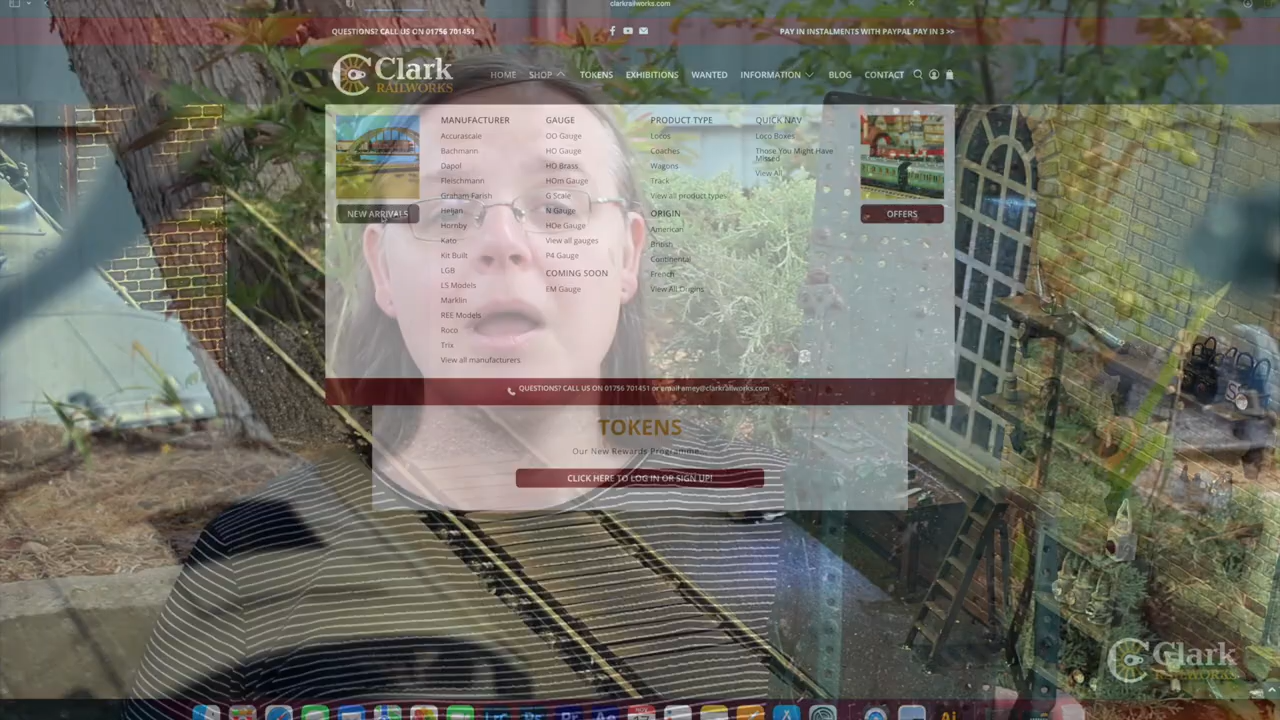 clarkrailworks.com
QUESTIONS? CALL US ON 01756 701451
PAY IN INSTALMENTS WITH PAYPAL PAY IN 3 >>
Clark
RAILWORKS
HOME SHOP TOKENS EXHIBITIONS WANTED INFORMATION BLOG CONTACT
NEW ARRIVALS
MANUFACTURER
Accurascale
Bachmann
Dapol
Fleischmann
Graham Farish
Heljan
Hornby
Kato
Kit Built
LGB
LS Models
Marklin
REE Models
Roco
Trix
View all manufacturers
GAUGE
OO Gauge
HO Gauge
HO Brass
HOm Gauge
G Scale
N Gauge
HOe Gauge
View all gauges
P4 Gauge
COMING SOON
EM Gauge
PRODUCT TYPE
Locos
Coaches
Wagons
Track
View all product types
ORIGIN
American
British
Continental
French
View All Origins
QUICK NAV
Loco Boxes
Those You Might Have
Missed
View All
OFFERS
QUESTIONS? CALL US ON 01756 701451 or email amey@clarkrailworks.com
TOKENS
Our New Rewards Programme...
CLICK HERE TO LOG IN OR SIGN UP!
Clark
RAILWORKS